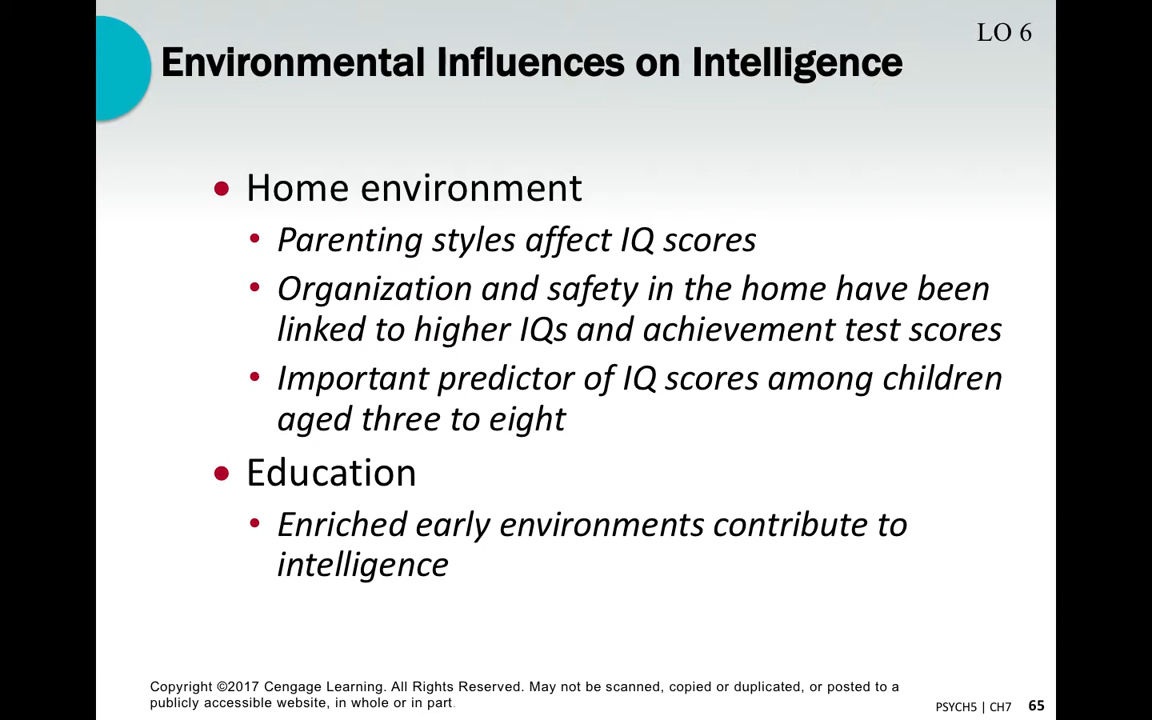 LO 6
Environmental Influences on Intelligence
• Home environment
• Parenting styles affect IQ scores
• Organization and safety in the home have been
linked to higher IQs and achievement test scores
• Important predictor of IQ scores among children
aged three to eight
• Education
• Enriched early environments contribute to
intelligence
Copyright ©2017 Cengage Learning. All Rights Reserved. May not be scanned, copied or duplicated, or posted to a
publicly accessible website, in whole or in part.
PSYCH5 | CH7 65